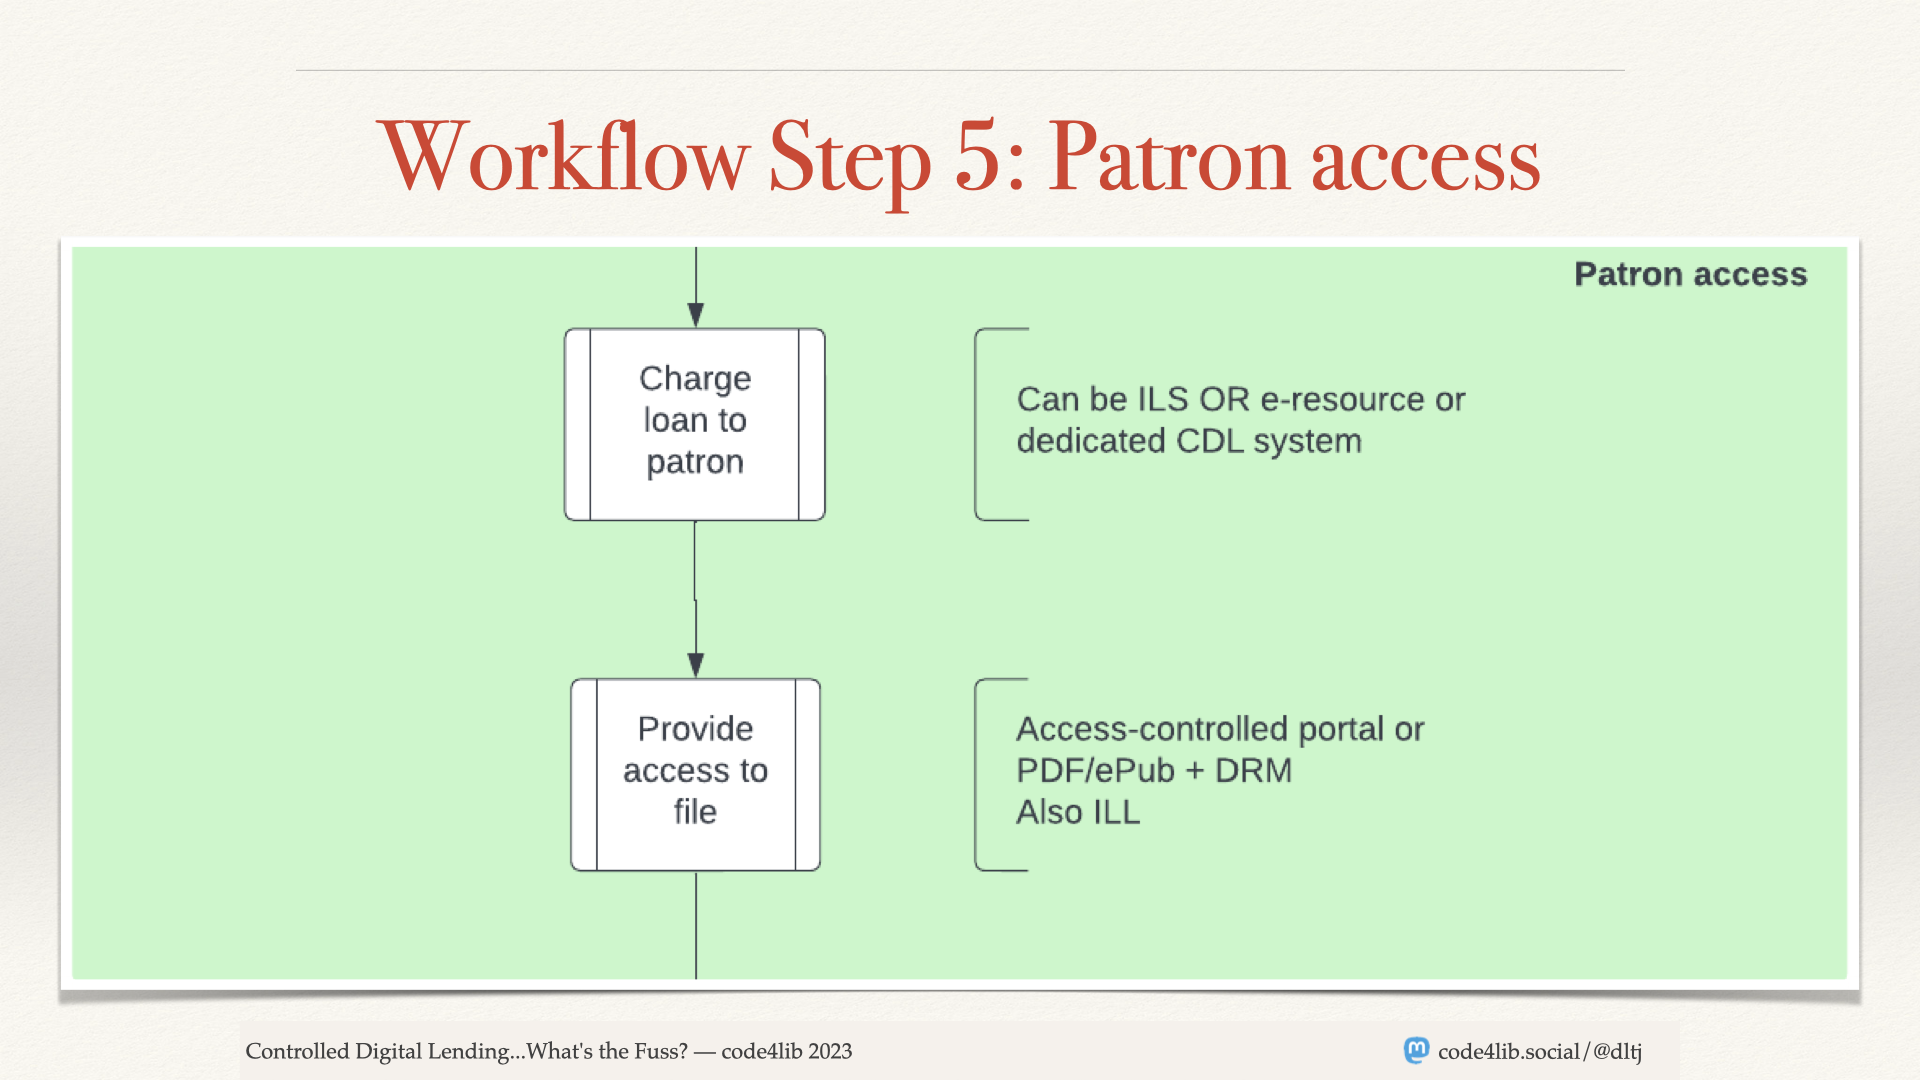 Workflow Step 5: Patron access
Patron access
Charge
loan to
patron
Can be ILS OR e-resource or
dedicated CDL system
Provide
access to
file
Access-controlled portal or
PDF/ePub + DRM
Also ILL
Controlled Digital Lending...What's the Fuss? — code4lib 2023
code4lib.social/@dltj